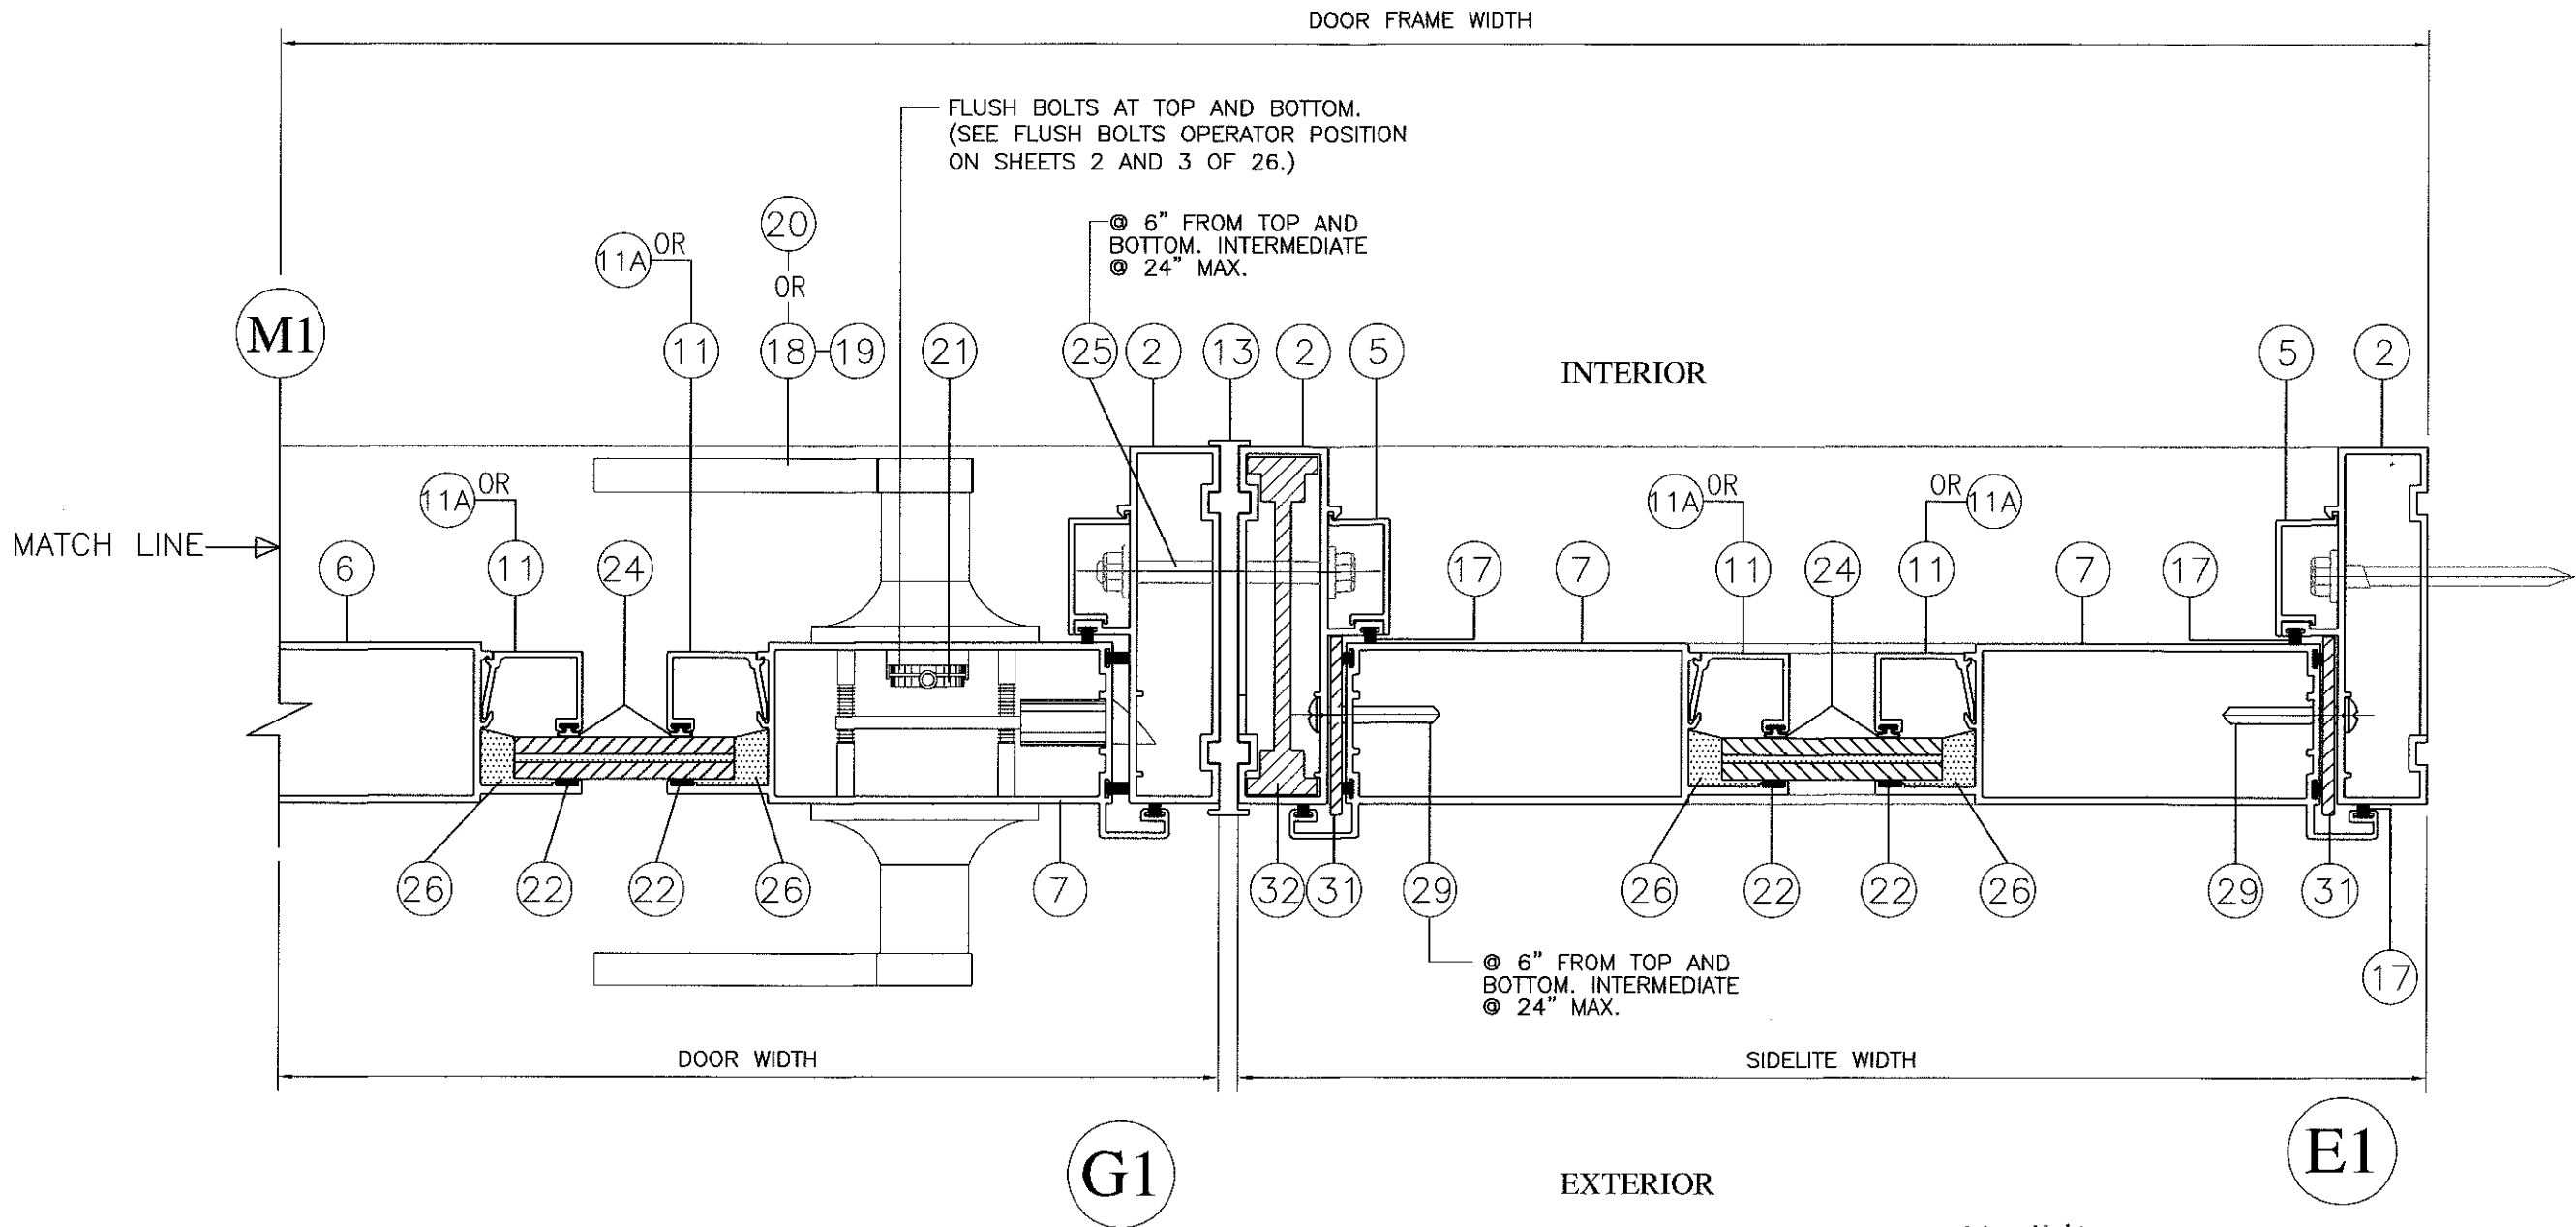 DOOR FRAME WIDTH
FLUSH BOLTS AT TOP AND BOTTOM.
(SEE FLUSH BOLTS OPERATOR POSITION
ON SHEETS 2 AND 3 OF 26.)
20
OR
18 19
@ 6" FROM TOP AND
BOTTOM. INTERMEDIATE
@ 24" MAX.
11A OR
11
M1
21
25
2
13
2
5
INTERIOR
5
2
MATCH LINE
6
11A OR
11
24
17
7
11A OR
11
24
OR 11A
11
7
17
26
22
22
26
7
32
31
29
26
22
22
26
29
31
17
@ 6" FROM TOP AND
BOTTOM. INTERMEDIATE
@ 24" MAX.
DOOR WIDTH
SIDELITE WIDTH
G1
E1
EXTERIOR